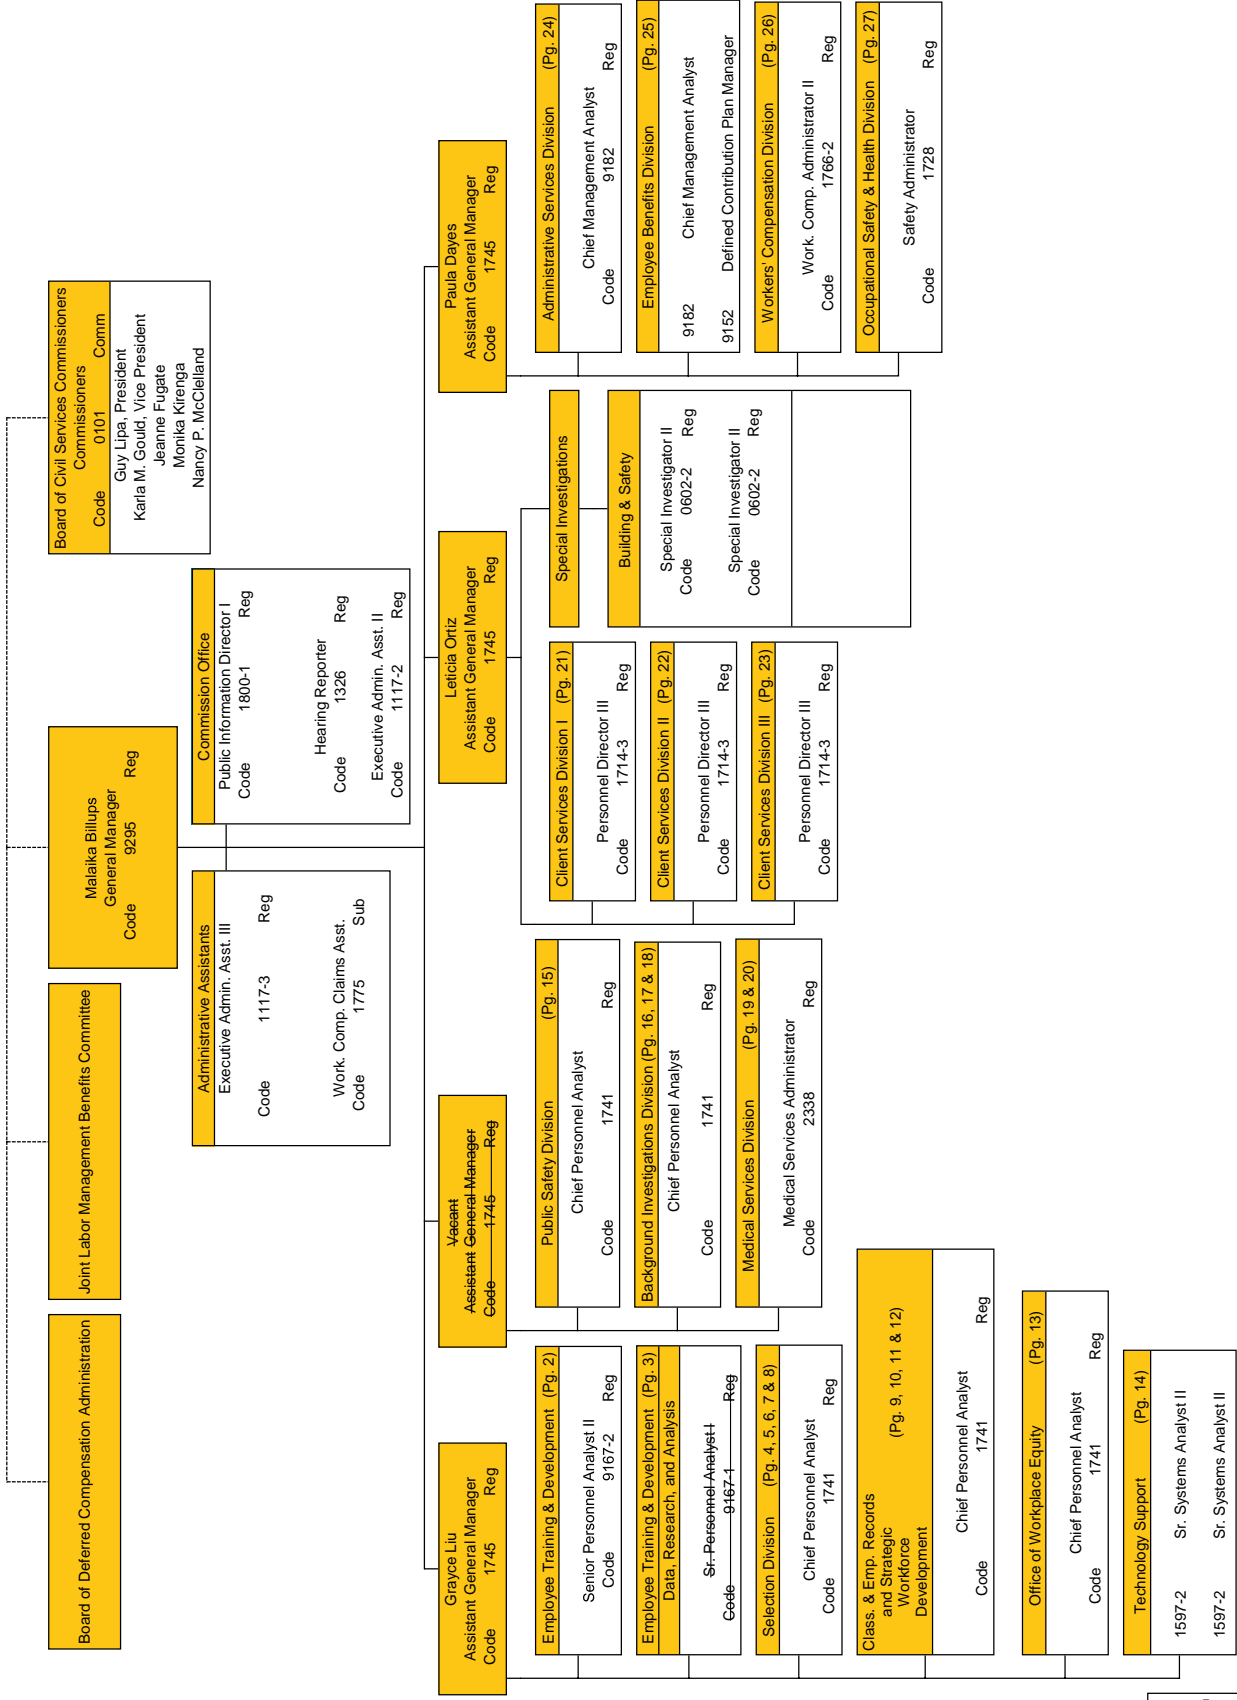 Board of Deferred Compensation Administration
Joint Labor Management Benefits Committee
Malaika Billups
General Manager
Code 9295 Reg
Board of Civil Services Commissioners
Commissioners
Code 0101 Comm
Guy Lipa, President
Karla M. Gould, Vice President
Jeanne Fugate
Monika Kirenga
Nancy P. McClelland
Administrative Assistants
Executive Admin. Asst. III
Code 1117-3 Reg
Work. Comp. Claims Asst.
Code 1775 Sub
Commission Office
Public Information Director I
Code 1800-1 Reg
Hearing Reporter
Code 1326 Reg
Executive Admin. Asst. II
Code 1117-2 Reg
Grayce Liu
Assistant General Manager
Code 1745 Reg
Employee Training & Development (Pg. 2)
Senior Personnel Analyst II
Code 9167-2 Reg
Employee Training & Development (Pg. 3)
Data, Research, and Analysis
Sr. Personnel Analyst I
Code 9167-1 Reg
Selection Division (Pg. 4, 5, 6, 7 & 8)
Chief Personnel Analyst
Code 1741 Reg
Class. & Emp. Records
and Strategic (Pg. 9, 10, 11 & 12)
Workforce
Development
Chief Personnel Analyst
Code 1741 Reg
Office of Workplace Equity (Pg. 13)
Chief Personnel Analyst
Code 1741 Reg
Technology Support (Pg. 14)
1597-2 Sr. Systems Analyst II
1597-2 Sr. Systems Analyst II
Vacant
Assistant General Manager
Code 1745 Reg
Public Safety Division (Pg. 15)
Chief Personnel Analyst
Code 1741 Reg
Background Investigations Division (Pg. 16, 17 & 18)
Chief Personnel Analyst
Code 1741 Reg
Medical Services Division (Pg. 19 & 20)
Medical Services Administrator
Code 2338 Reg
Leticia Ortiz
Assistant General Manager
Code 1745 Reg
Client Services Division I (Pg. 21)
Personnel Director III
Code 1714-3 Reg
Client Services Division II (Pg. 22)
Personnel Director III
Code 1714-3 Reg
Client Services Division III (Pg. 23)
Personnel Director III
Code 1714-3 Reg
Special Investigations
Building & Safety
Special Investigator II
Code 0602-2 Reg
Special Investigator II
Code 0602-2 Reg
Paula Dayes
Assistant General Manager
Code 1745 Reg
Administrative Services Division (Pg. 24)
Chief Management Analyst
Code 9182 Reg
Employee Benefits Division (Pg. 25)
9182 Chief Management Analyst
9152 Defined Contribution Plan Manager
Workers' Compensation Division (Pg. 26)
Work. Comp. Administrator II
Code 1766-2 Reg
Occupational Safety & Health Division (Pg. 27)
Safety Administrator
Code 1728 Reg